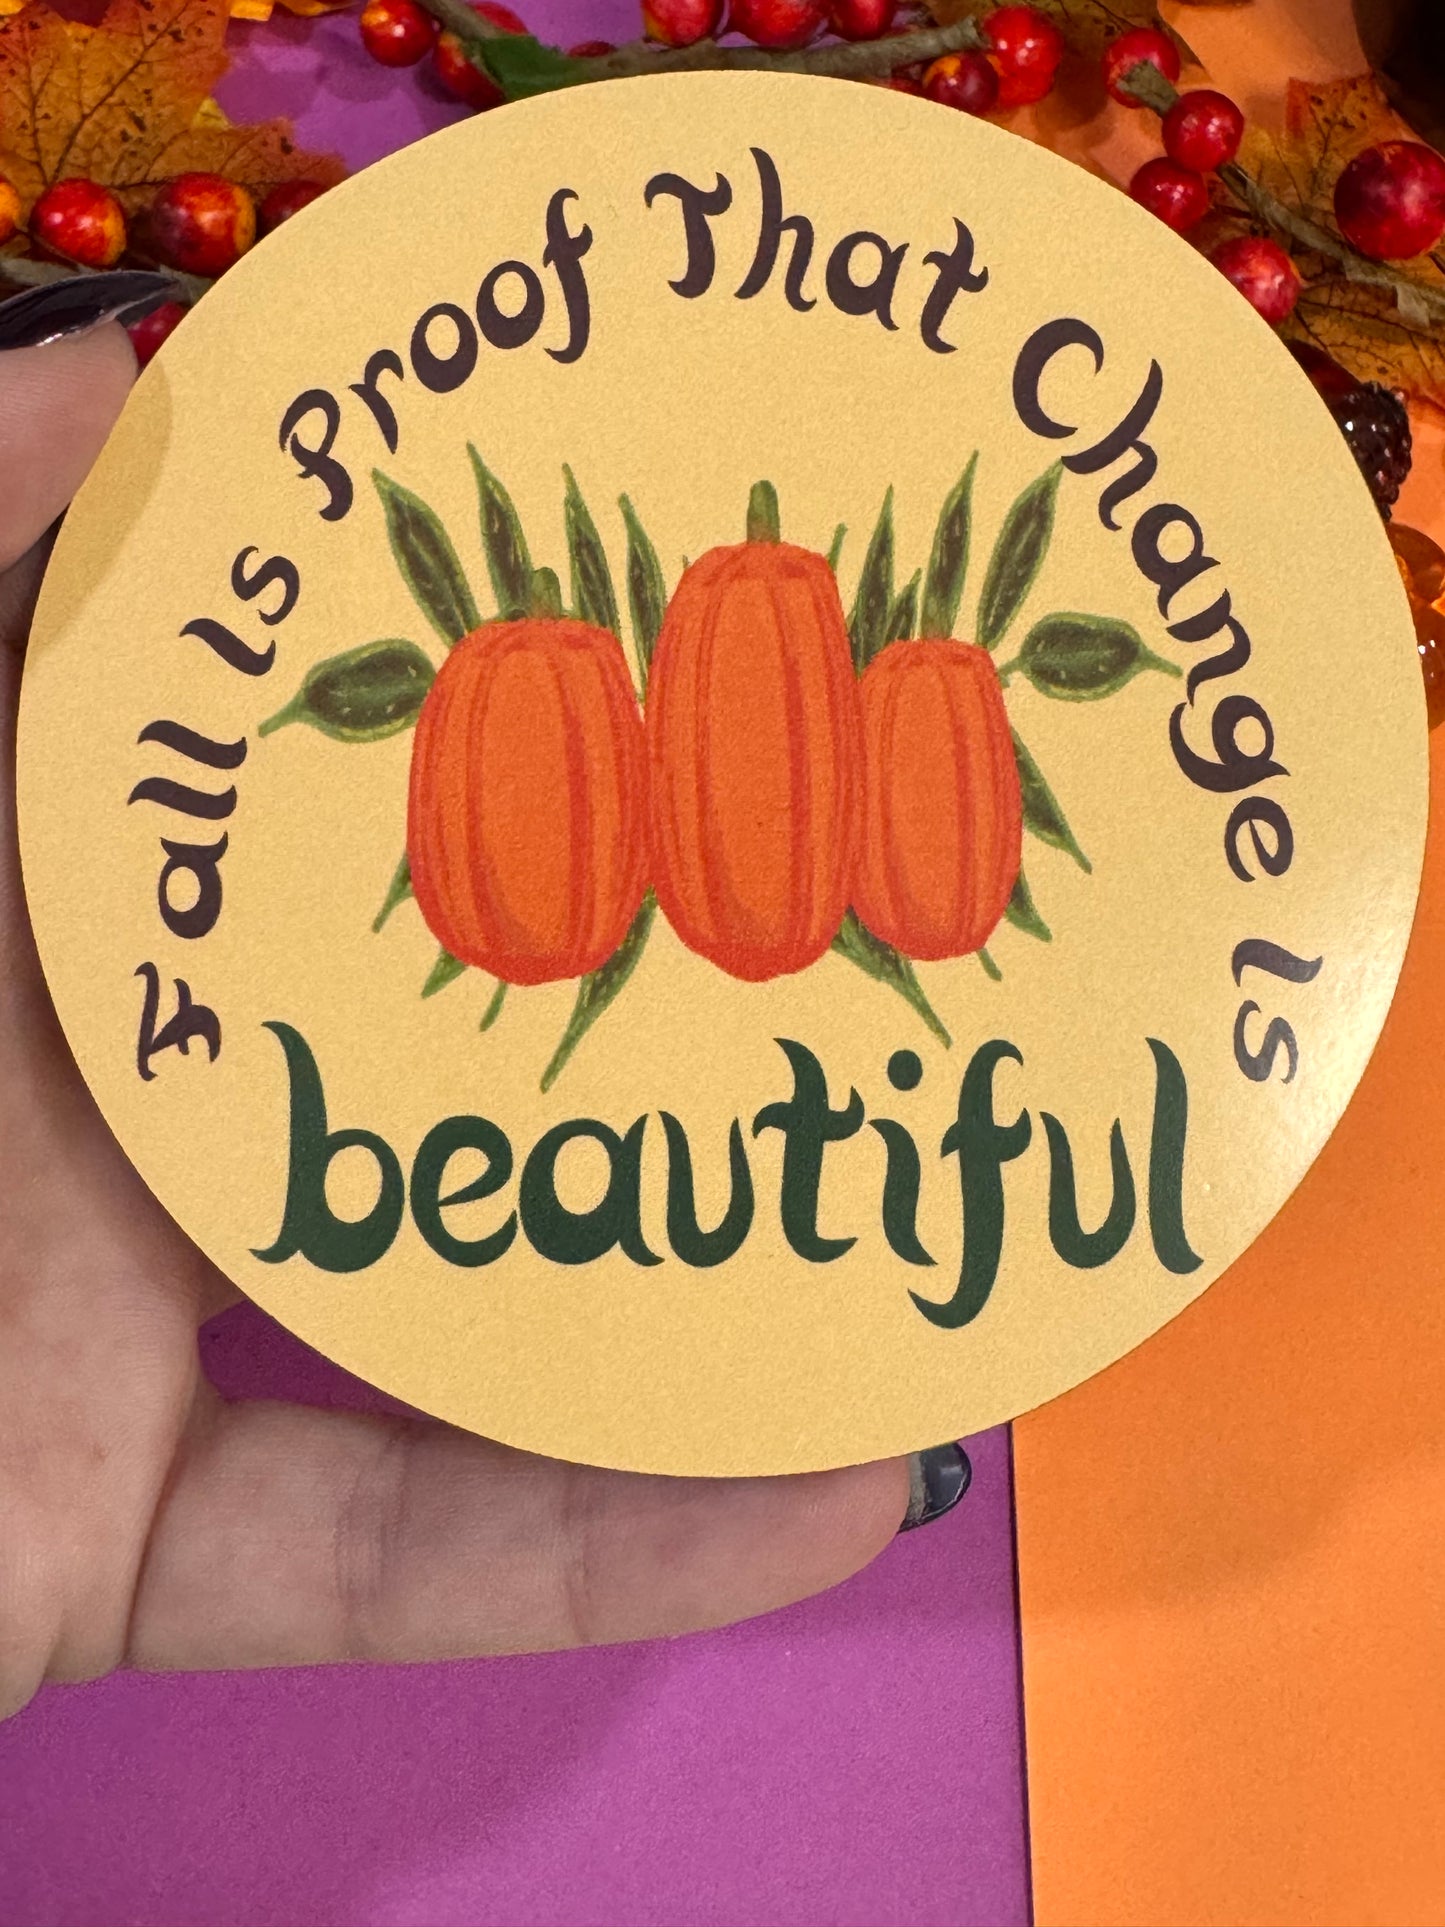 Fall Is Proof That Change Is
beautiful